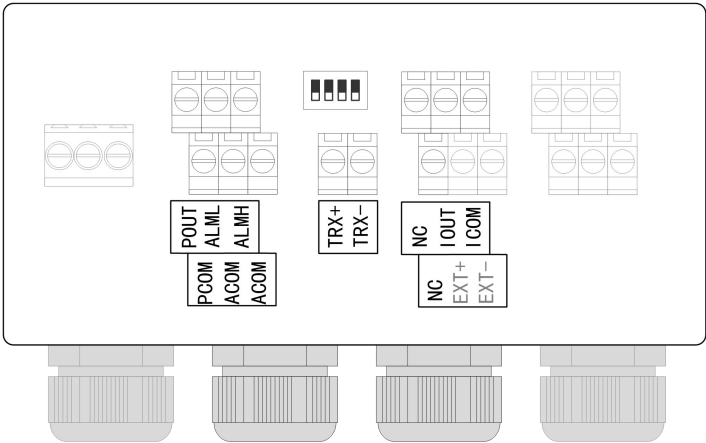 POUT
ALML
ALMH
PCOM
ACOM
ACOM
TRX+
TRX-
NC
IOUT
ICOM
NC
EXT+
EXT-